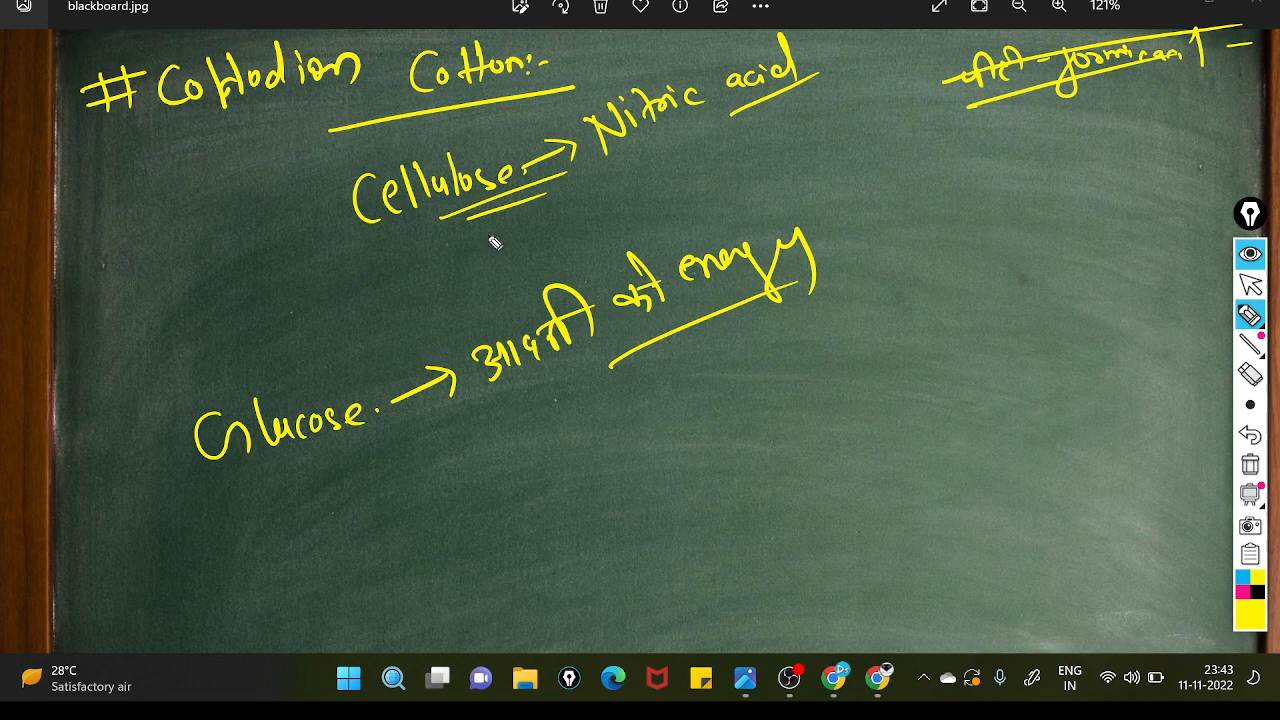 blackboard.jpg
121%
# Collodion Cotton:-
Cellulose → Nitric acid
Glucose. → की energy
28°C
Satisfactory air
ENG
IN
23:43
11-11-2022